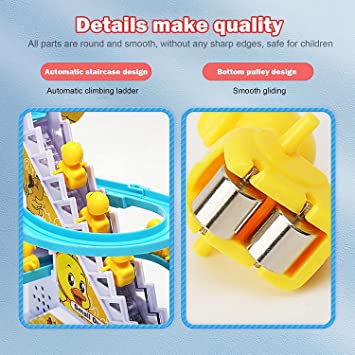 Details make quality
All parts are round and smooth, without any sharp edges, safe for children
Automatic staircase design
Bottom pulley design
Automatic climbing ladder
Smooth gliding
Small